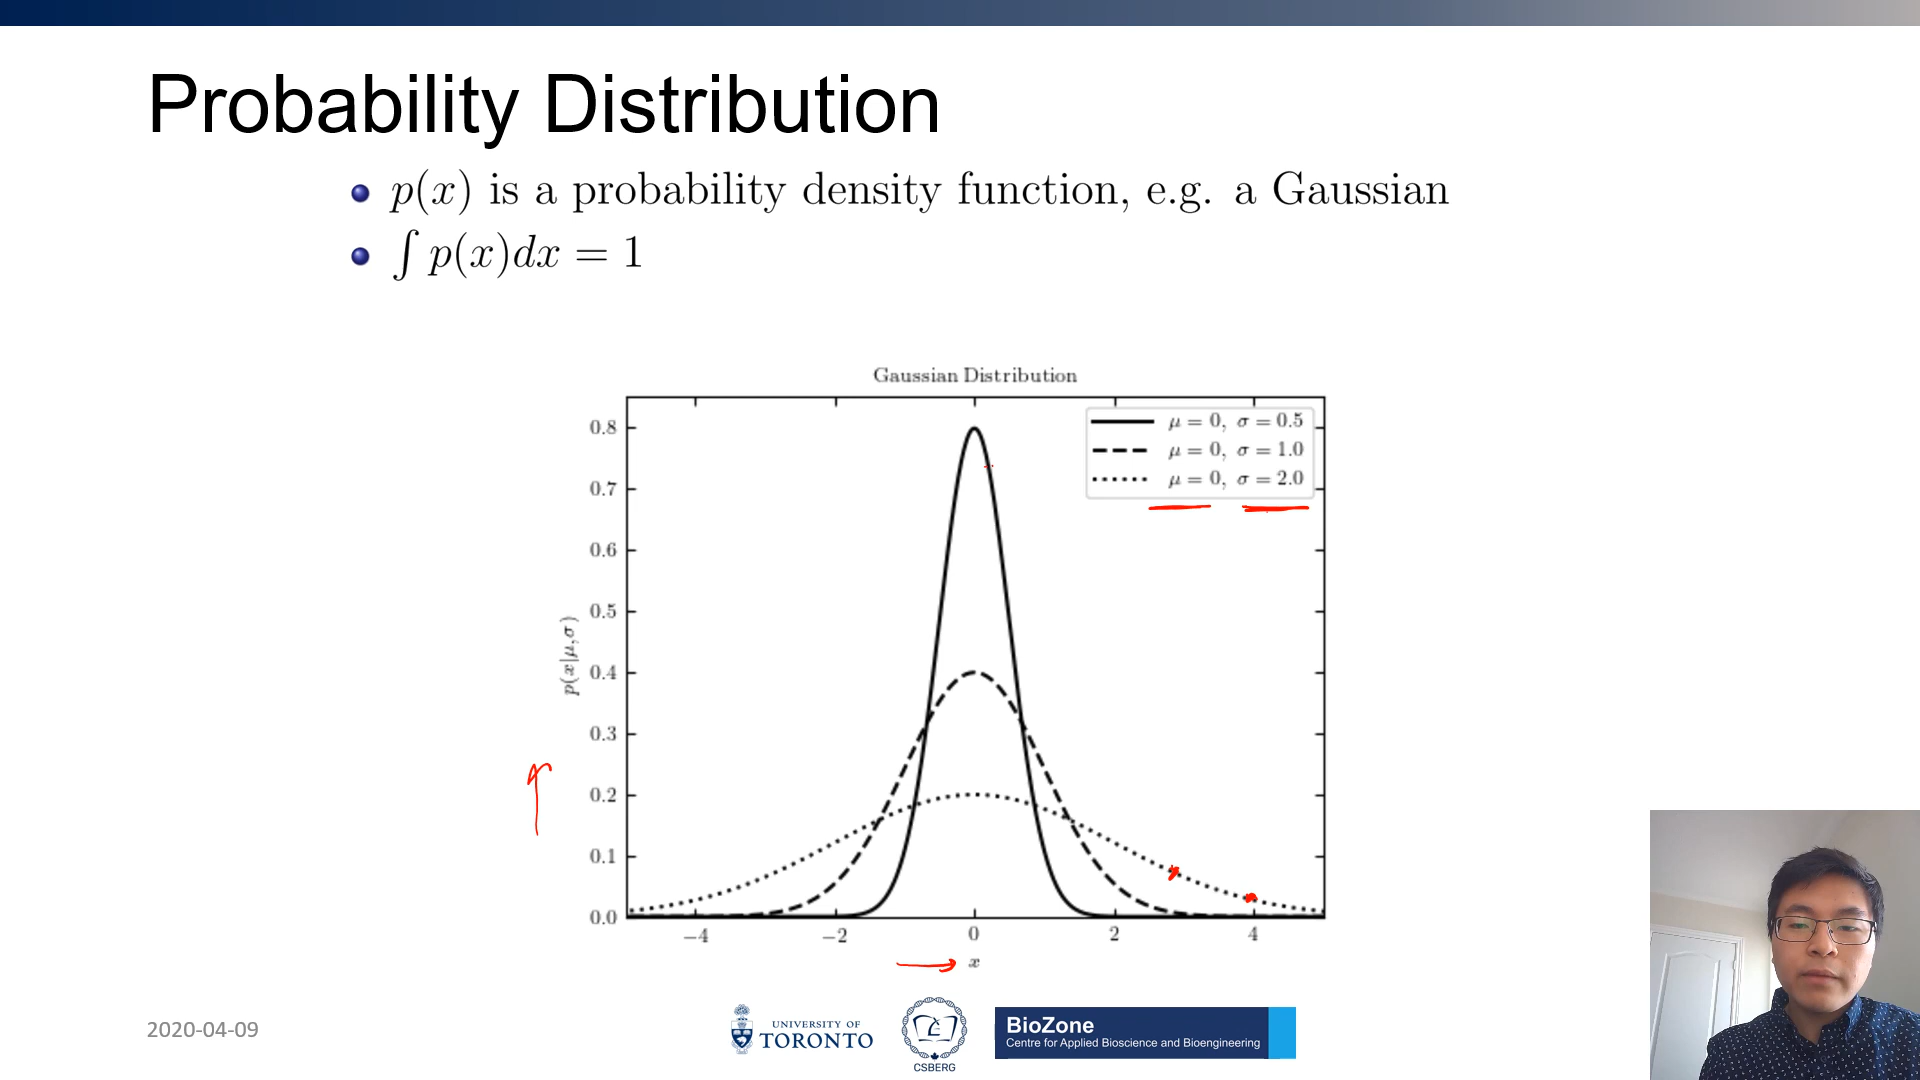 Probability Distribution
p(x) is a probability density function, e.g. a Gaussian
∫ p(x)dx = 1
Gaussian Distribution
μ = 0, σ = 0.5
μ = 0, σ = 1.0
μ = 0, σ = 2.0
0.8
0.7
0.6
0.5
0.4
0.3
0.2
0.1
0.0
p(x|μ,σ)
−4 −2 0 2 4
x
2020-04-09
UNIVERSITY OF
TORONTO
CSBERG
BioZone
Centre for Applied Bioscience and Bioengineering